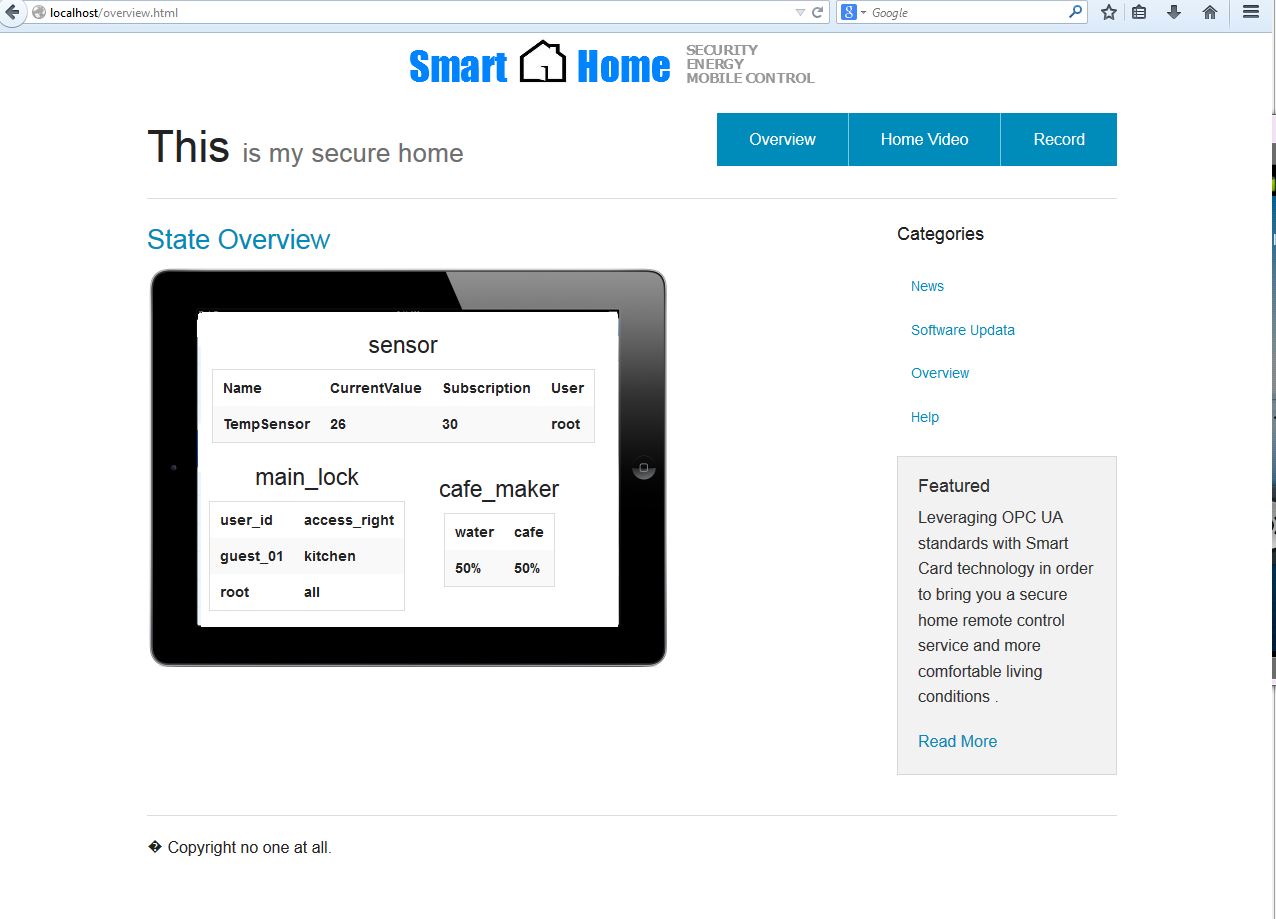 localhost/overview.html
Google
Smart Home
SECURITY
ENERGY
MOBILE CONTROL
This is my secure home
Overview Home Video Record
State Overview
sensor
Name CurrentValue Subscription User
TempSensor 26 30 root
main_lock
user_id access_right
guest_01 kitchen
root all
cafe_maker
water cafe
50% 50%
Categories
News
Software Updata
Overview
Help
Featured
Leveraging OPC UA
standards with Smart
Card technology in order
to bring you a secure
home remote control
service and more
comfortable living
conditions .
Read More
� Copyright no one at all.